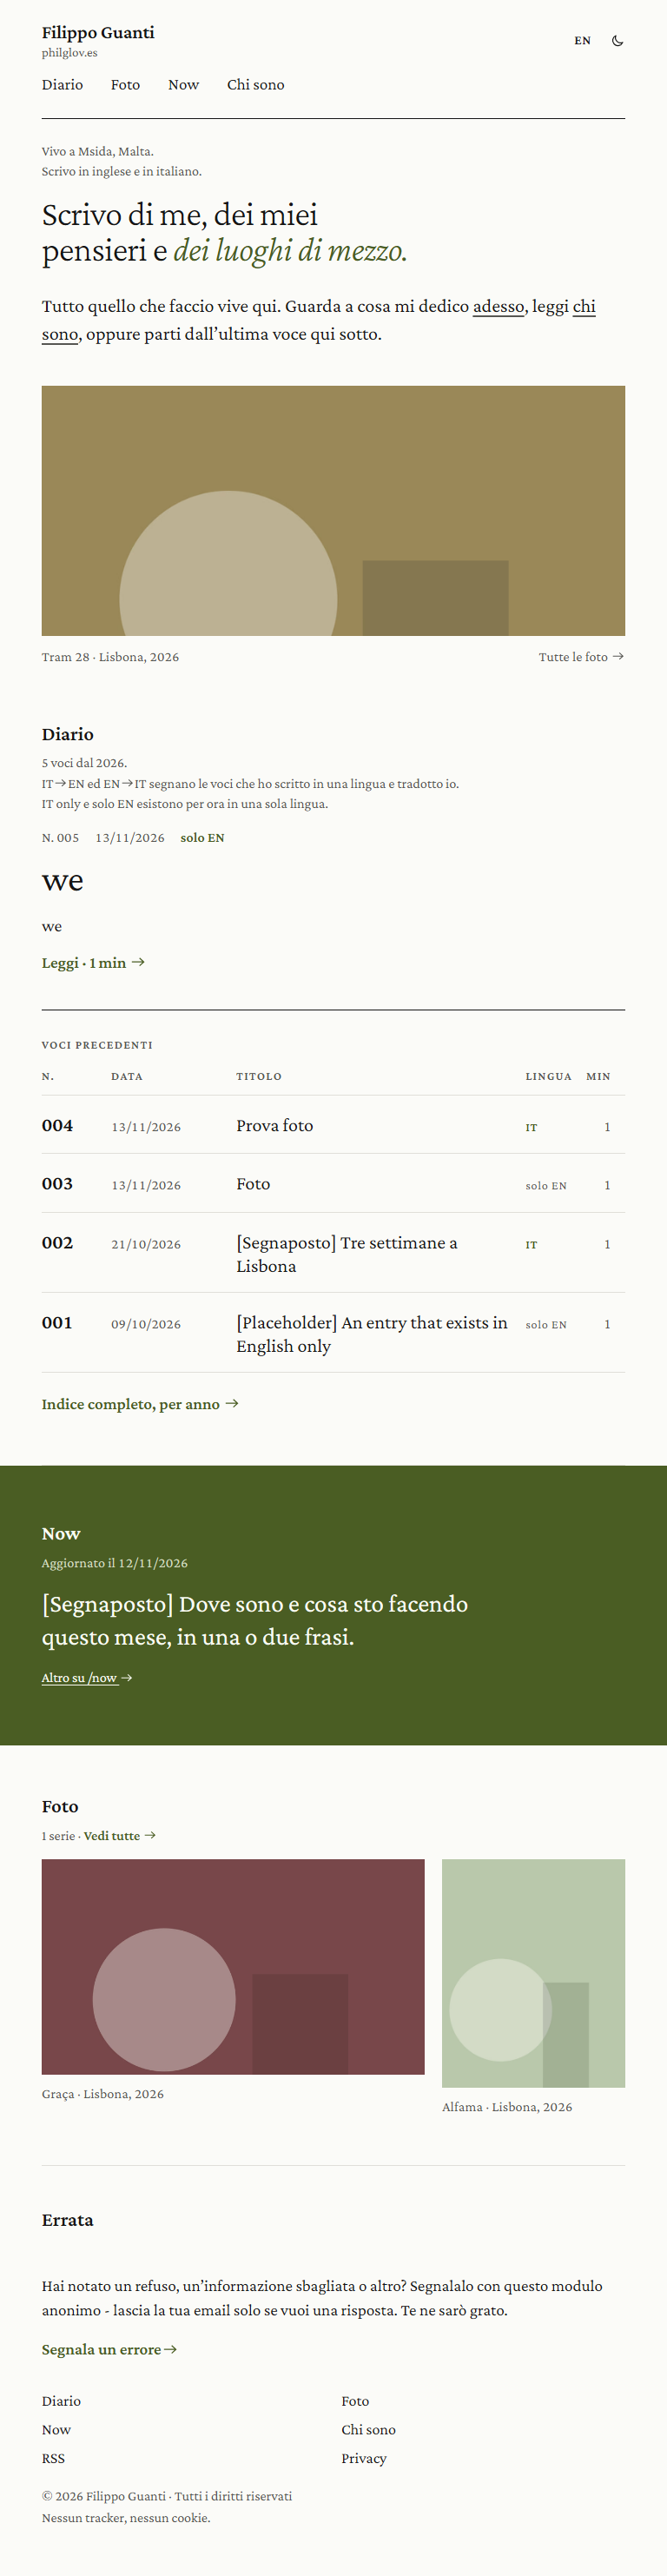 Filippo Guanti
philglov.es
EN
Diario Foto Now Chi sono
Vivo a Msida, Malta.
Scrivo in inglese e in italiano.
Scrivo di me, dei miei
pensieri e dei luoghi di mezzo.
Tutto quello che faccio vive qui. Guarda a cosa mi dedico adesso, leggi chi
sono, oppure parti dall’ultima voce qui sotto.
Tram 28 · Lisbona, 2026
Tutte le foto →
Diario
5 voci dal 2026.
IT→EN ed EN→IT segnano le voci che ho scritto in una lingua e tradotto io.
IT only e solo EN esistono per ora in una sola lingua.
N. 005 13/11/2026 solo EN
we
we
Leggi · 1 min →
VOCI PRECEDENTI
N. DATA TITOLO LINGUA MIN
004 13/11/2026 Prova foto IT 1
003 13/11/2026 Foto solo EN 1
002 21/10/2026 [Segnaposto] Tre settimane a IT 1
Lisbona
001 09/10/2026 [Placeholder] An entry that exists in solo EN 1
English only
Indice completo, per anno →
Now
Aggiornato il 12/11/2026
[Segnaposto] Dove sono e cosa sto facendo
questo mese, in una o due frasi.
Altro su /now →
Foto
1 serie · Vedi tutte →
Graça · Lisbona, 2026
Alfama · Lisbona, 2026
Errata
Hai notato un refuso, un’informazione sbagliata o altro? Segnalalo con questo modulo
anonimo - lascia la tua email solo se vuoi una risposta. Te ne sarò grato.
Segnala un errore →
Diario Foto
Now Chi sono
RSS Privacy
© 2026 Filippo Guanti · Tutti i diritti riservati
Nessun tracker, nessun cookie.